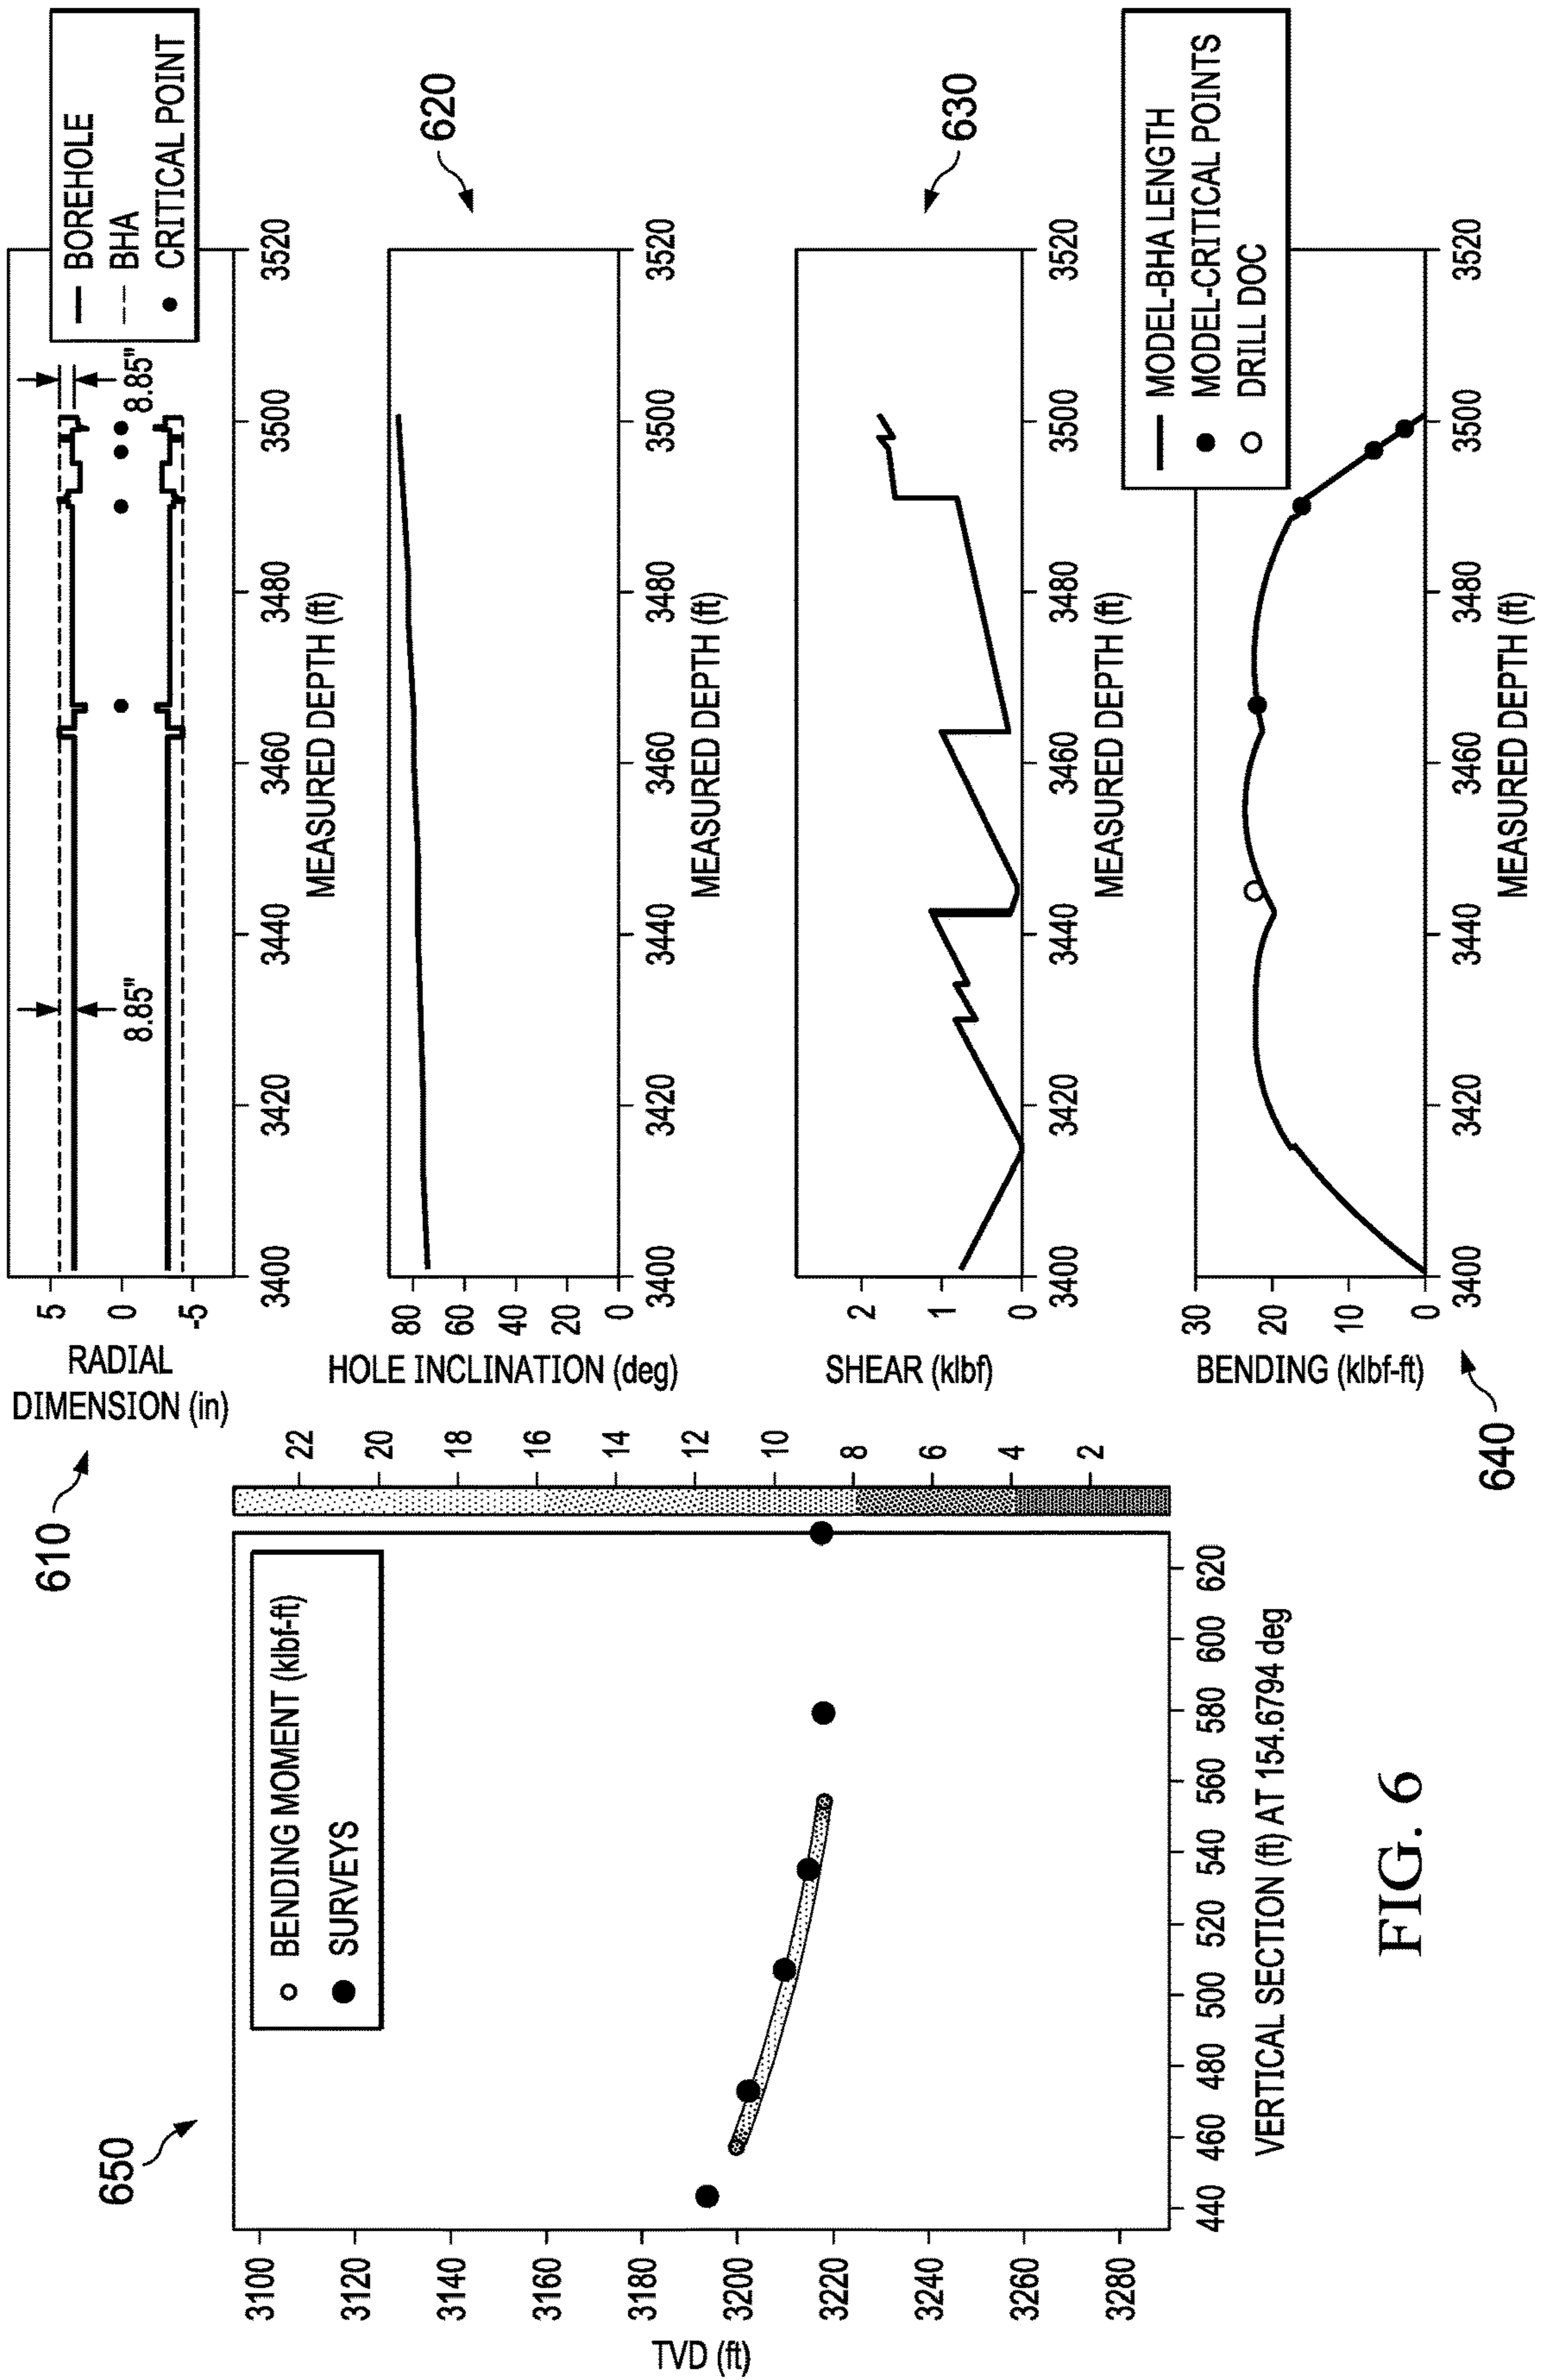 650
TVD (ft)
3100
3120
3140
3160
3180
3200
3220
3240
3260
3280
BENDING MOMENT (klbf-ft)
SURVEYS
440 460 480 500 520 540 560 580 600 620
VERTICAL SECTION (ft) AT 154.6794 deg
22
20
18
16
14
12
10
8
6
4
2
610
RADIAL
DIMENSION (in)
5
0
-5
8.85"
8.85"
BOREHOLE
BHA
CRITICAL POINT
3400 3420 3440 3460 3480 3500 3520
MEASURED DEPTH (ft)
620
HOLE INCLINATION (deg)
80
60
40
20
0
3400 3420 3440 3460 3480 3500 3520
MEASURED DEPTH (ft)
630
SHEAR (klbf)
2
1
0
3400 3420 3440 3460 3480 3500 3520
MEASURED DEPTH (ft)
640
BENDING (klbf-ft)
30
20
10
0
MODEL-BHA LENGTH
MODEL-CRITICAL POINTS
DRILL DOC
3400 3420 3440 3460 3480 3500 3520
MEASURED DEPTH (ft)
FIG. 6